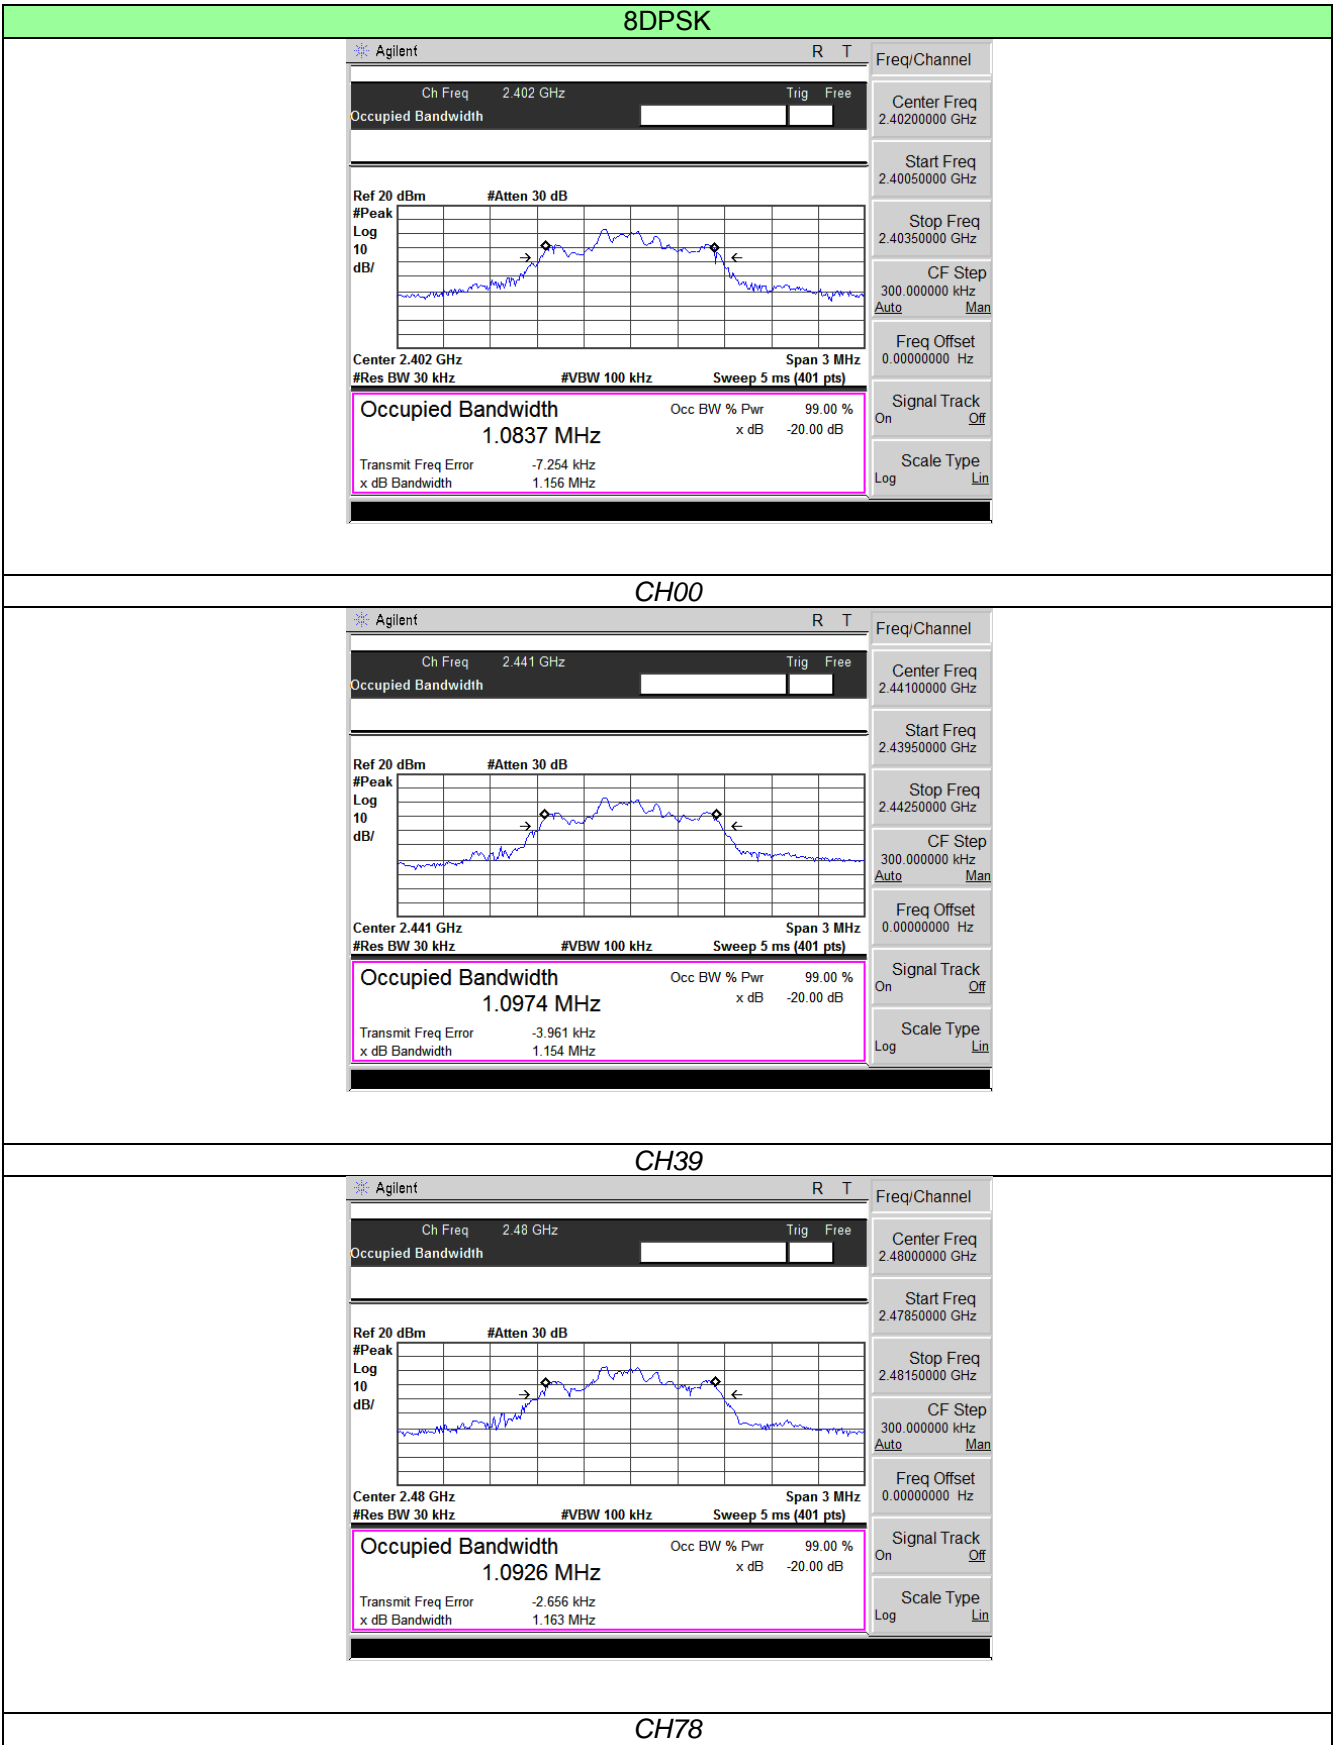 8DPSK
Agilent R T Freq/Channel
Ch Freq 2.402 GHz Trig Free
Occupied Bandwidth
Center Freq
2.40200000 GHz
Start Freq
2.40050000 GHz
Stop Freq
2.40350000 GHz
CF Step
300.000000 kHz
Auto Man
Freq Offset
0.00000000 Hz
Signal Track
On Off
Scale Type
Log Lin
Ref 20 dBm #Atten 30 dB
#Peak
Log
10
dB/
Center 2.402 GHz Span 3 MHz
#Res BW 30 kHz #VBW 100 kHz Sweep 5 ms (401 pts)
Occupied Bandwidth Occ BW % Pwr 99.00 %
1.0837 MHz x dB -20.00 dB
Transmit Freq Error -7.254 kHz
x dB Bandwidth 1.156 MHz
CH00
Agilent R T Freq/Channel
Ch Freq 2.441 GHz Trig Free
Occupied Bandwidth
Center Freq
2.44100000 GHz
Start Freq
2.43950000 GHz
Stop Freq
2.44250000 GHz
CF Step
300.000000 kHz
Auto Man
Freq Offset
0.00000000 Hz
Signal Track
On Off
Scale Type
Log Lin
Ref 20 dBm #Atten 30 dB
#Peak
Log
10
dB/
Center 2.441 GHz Span 3 MHz
#Res BW 30 kHz #VBW 100 kHz Sweep 5 ms (401 pts)
Occupied Bandwidth Occ BW % Pwr 99.00 %
1.0974 MHz x dB -20.00 dB
Transmit Freq Error -3.961 kHz
x dB Bandwidth 1.154 MHz
CH39
Agilent R T Freq/Channel
Ch Freq 2.48 GHz Trig Free
Occupied Bandwidth
Center Freq
2.48000000 GHz
Start Freq
2.47850000 GHz
Stop Freq
2.48150000 GHz
CF Step
300.000000 kHz
Auto Man
Freq Offset
0.00000000 Hz
Signal Track
On Off
Scale Type
Log Lin
Ref 20 dBm #Atten 30 dB
#Peak
Log
10
dB/
Center 2.48 GHz Span 3 MHz
#Res BW 30 kHz #VBW 100 kHz Sweep 5 ms (401 pts)
Occupied Bandwidth Occ BW % Pwr 99.00 %
1.0926 MHz x dB -20.00 dB
Transmit Freq Error -2.656 kHz
x dB Bandwidth 1.163 MHz
CH78